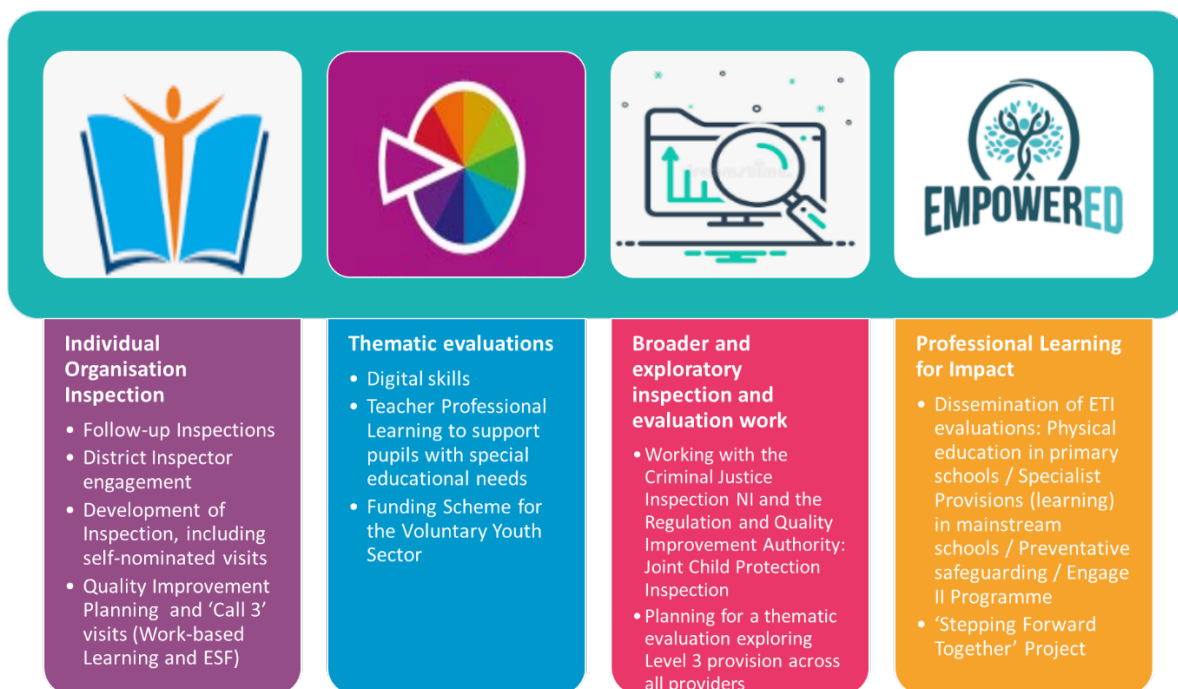 EMPOWERED
Individual
Organisation
Inspection
• Follow-up Inspections
• District Inspector
engagement
• Development of
Inspection, including
self-nominated visits
• Quality Improvement
Planning and ‘Call 3’
visits (Work-based
Learning and ESF)
Thematic evaluations
• Digital skills
• Teacher Professional
Learning to support
pupils with special
educational needs
• Funding Scheme for
the Voluntary Youth
Sector
Broader and
exploratory
inspection and
evaluation work
• Working with the
Criminal Justice
Inspection NI and the
Regulation and Quality
Improvement Authority:
Joint Child Protection
Inspection
• Planning for a thematic
evaluation exploring
Level 3 provision across
all providers
Professional Learning
for Impact
• Dissemination of ETI
evaluations: Physical
education in primary
schools / Specialist
Provisions (learning)
in mainstream
schools / Preventative
safeguarding / Engage
II Programme
• ‘Stepping Forward
Together’ Project